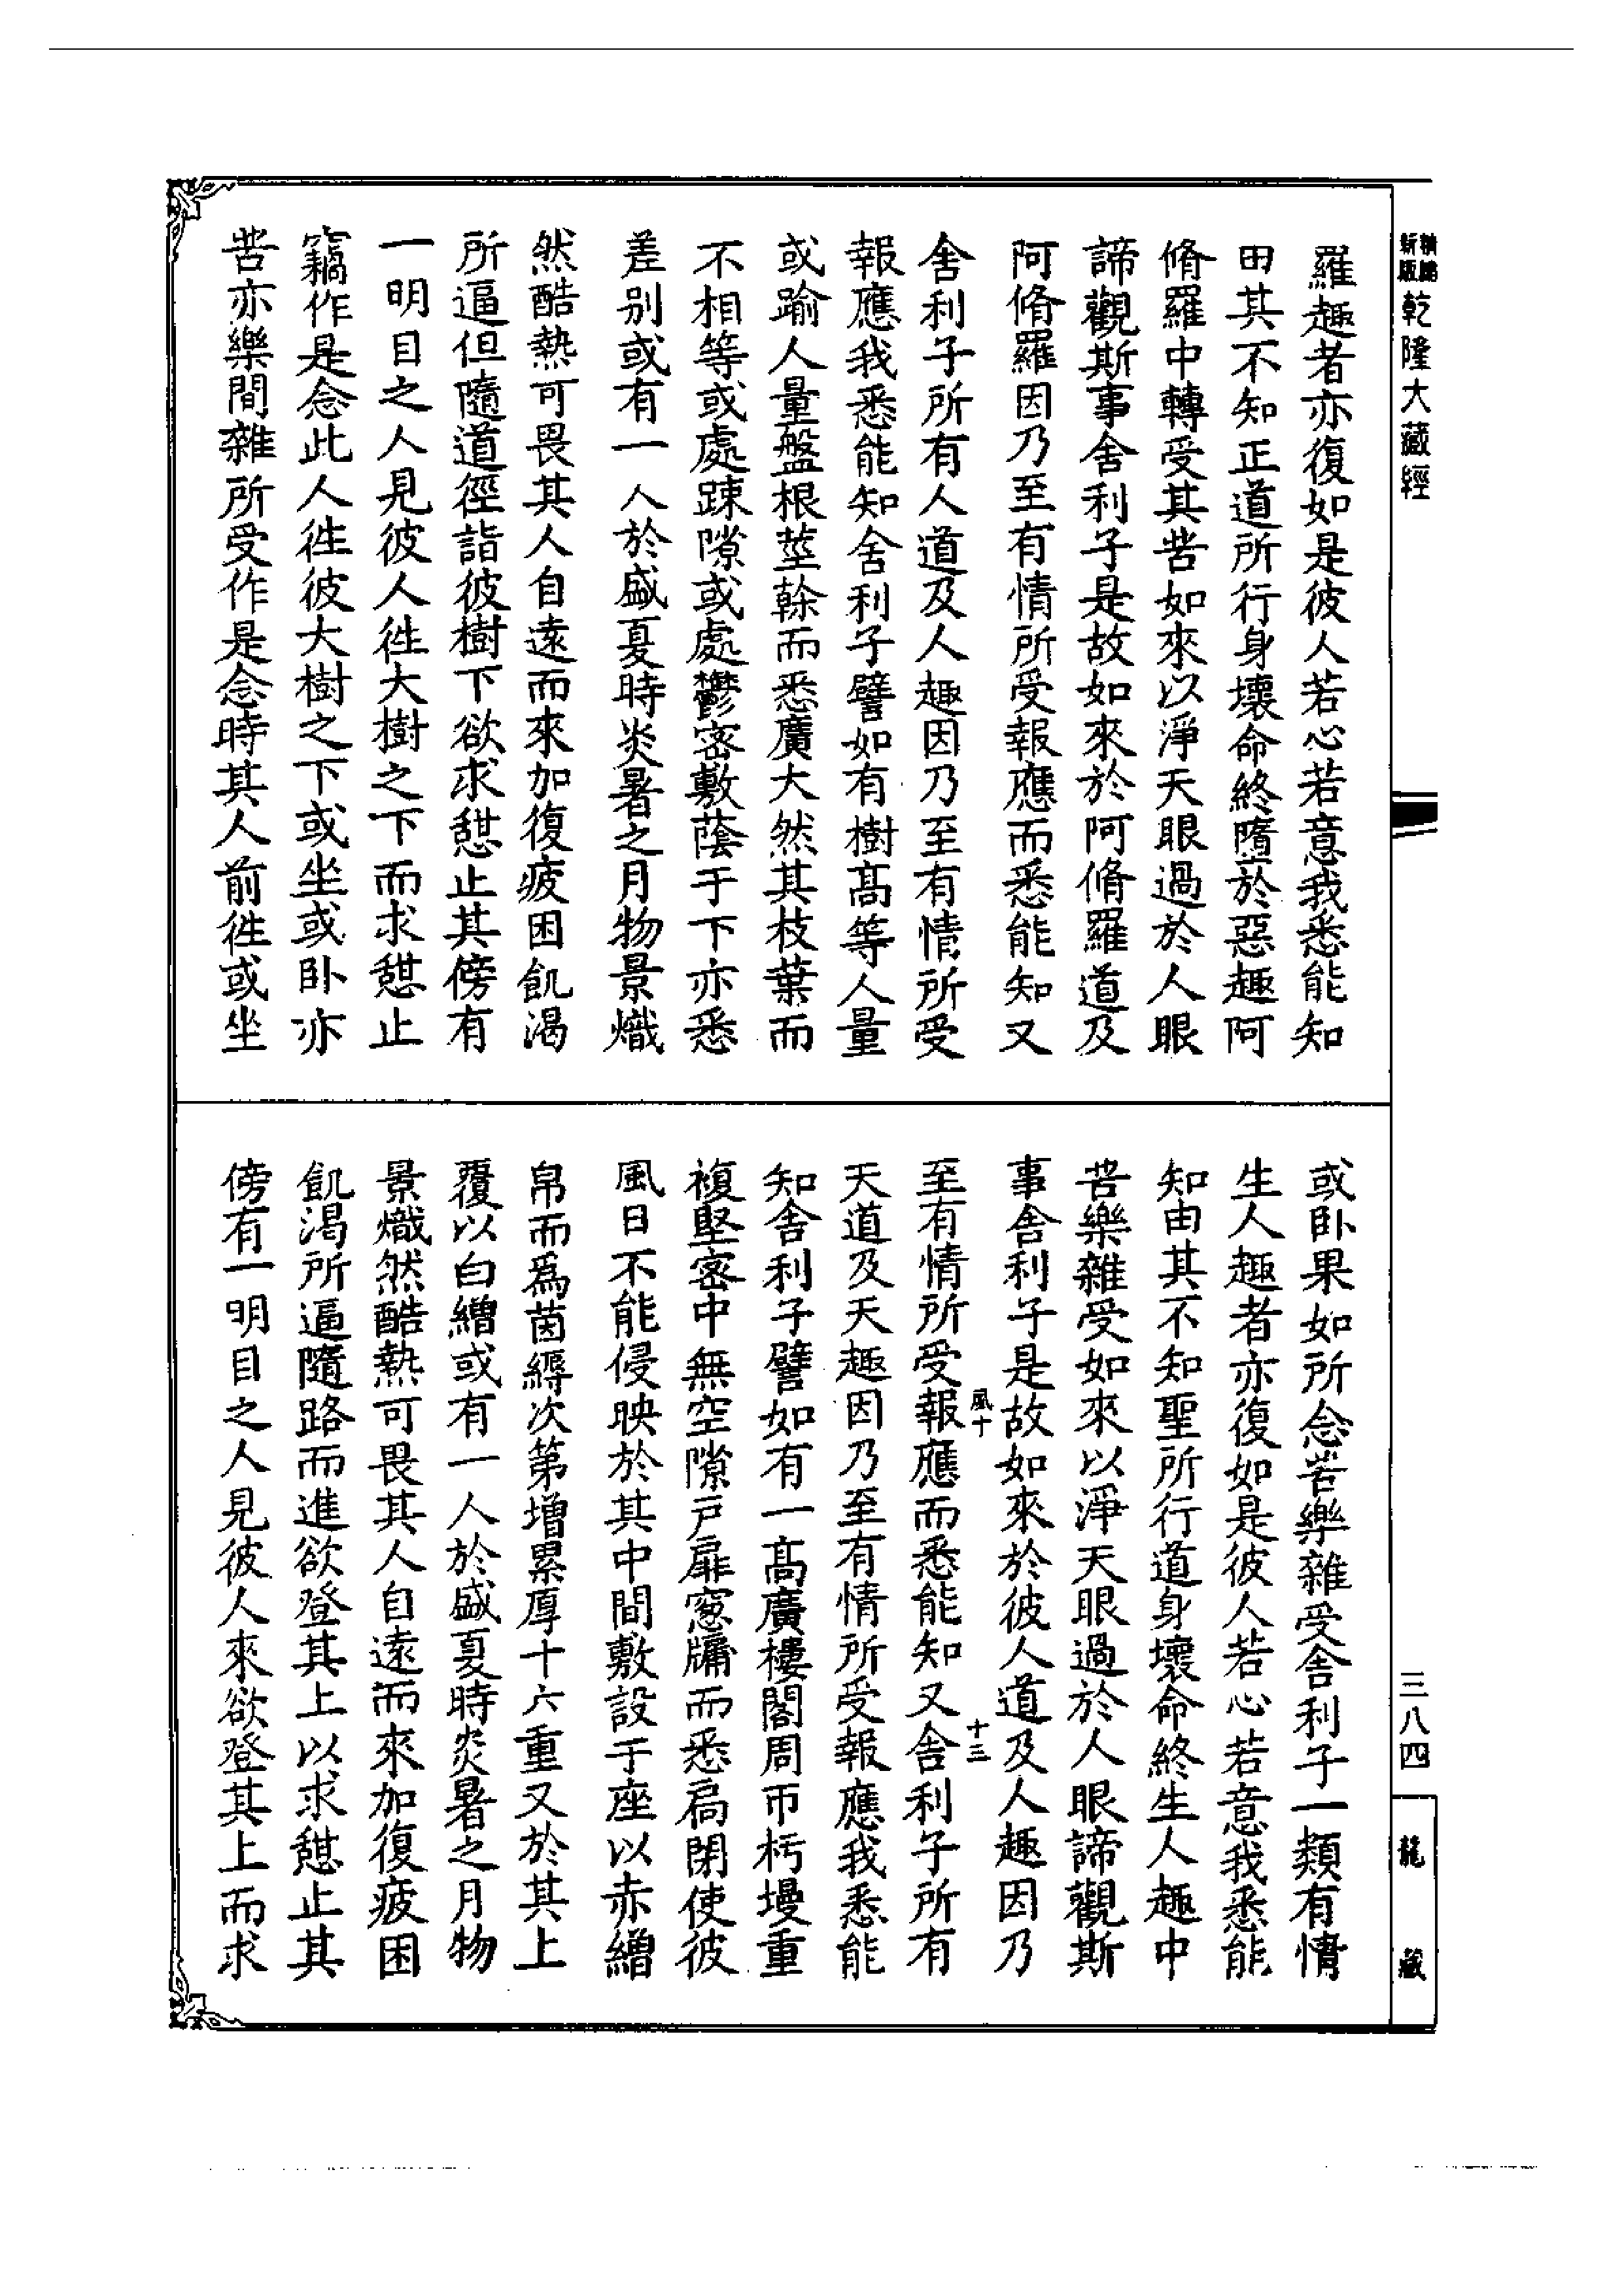 乾隆大藏經
羅趣者亦復如是彼人若心若意我悉能知
田其不知正道所行身壞命終墮於惡趣阿
脩羅中轉受其苦如來以淨天眼過於人眼
諦觀斯事舍利子是故如來於阿脩羅道及
阿脩羅因乃至有情所受報應而悉能知又
舍利子所有人道及人趣因乃至有情所受
報應我悉能知舍利子譬如有樹髙等人量
或踰人量盤根莖榦而悉廣大然其枝葉而
不相等或處踈隙或處鬱密敷蔭于下亦悉
差别或有一人於盛夏時炎暑之月物景熾
然酷熱可畏其人自遠而來加復疲困飢渴
所逼但隨道徑詣彼樹下欲求憇止其傍有
一明目之人見彼人徃大樹之下而求憇止
竊作是念此人徃彼大樹之下或坐或卧亦
苦亦樂間雜所受作是念時其人前徃或坐
或卧果如所念苦樂雜受舍利子一類有情
生人趣者亦復如是彼人若心若意我悉能
知由其不知聖所行道身壞命終生人趣中
苦樂雜受如來以淨天眼過於人眼諦觀斯
事舍利子是故如來於彼人道及人趣因乃
風十
十三
至有情所受報應而悉能知又舍利子所有
天道及天趣因乃至有情所受報應我悉能
知舍利子譬如有一髙廣樓閣周帀杇墁重
複堅密中無空隙戸扉窓牗而悉扃閉使彼
風日不能侵映於其中間敷設于座以赤繒
帛而爲茵縟次第增累厚十六重又於其上
覆以白繒或有一人於盛夏時炎暑之月物
景熾然酷熱可畏其人自遠而來加復疲困
飢渴所逼隨路而進欲登其上以求憇止其
傍有一明目之人見彼人來欲登其上而求
三八四
龍藏